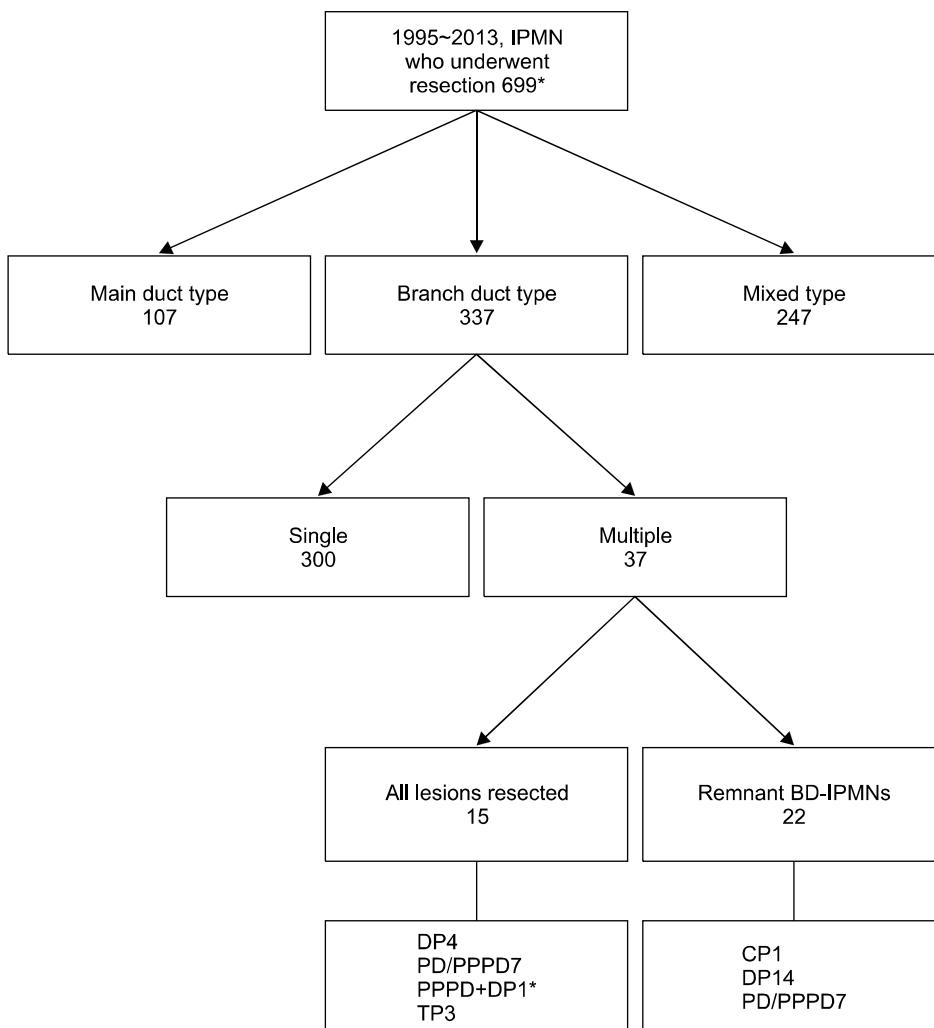 1995~2013, IPMN
who underwent
resection 699*
Main duct type
107
Branch duct type
337
Mixed type
247
Single
300
Multiple
37
All lesions resected
15
Remnant BD-IPMNs
22
DP4
PD/PPPD7
PPPD+DP1*
TP3
CP1
DP14
PD/PPPD7